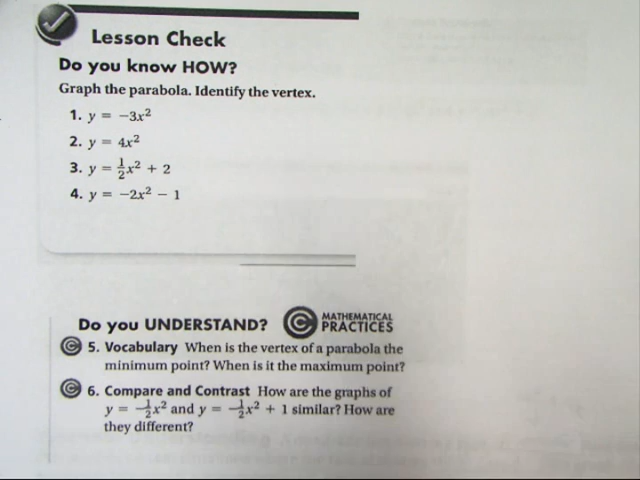 Lesson Check
Do you know HOW?
Graph the parabola. Identify the vertex.
1. y = −3x²
2. y = 4x²
3. y = 1/2x² + 2
4. y = −2x² − 1
Do you UNDERSTAND?
MATHEMATICAL
PRACTICES
5. Vocabulary When is the vertex of a parabola the
minimum point? When is it the maximum point?
6. Compare and Contrast How are the graphs of
y = −1/2x² and y = −1/2x² + 1 similar? How are
they different?